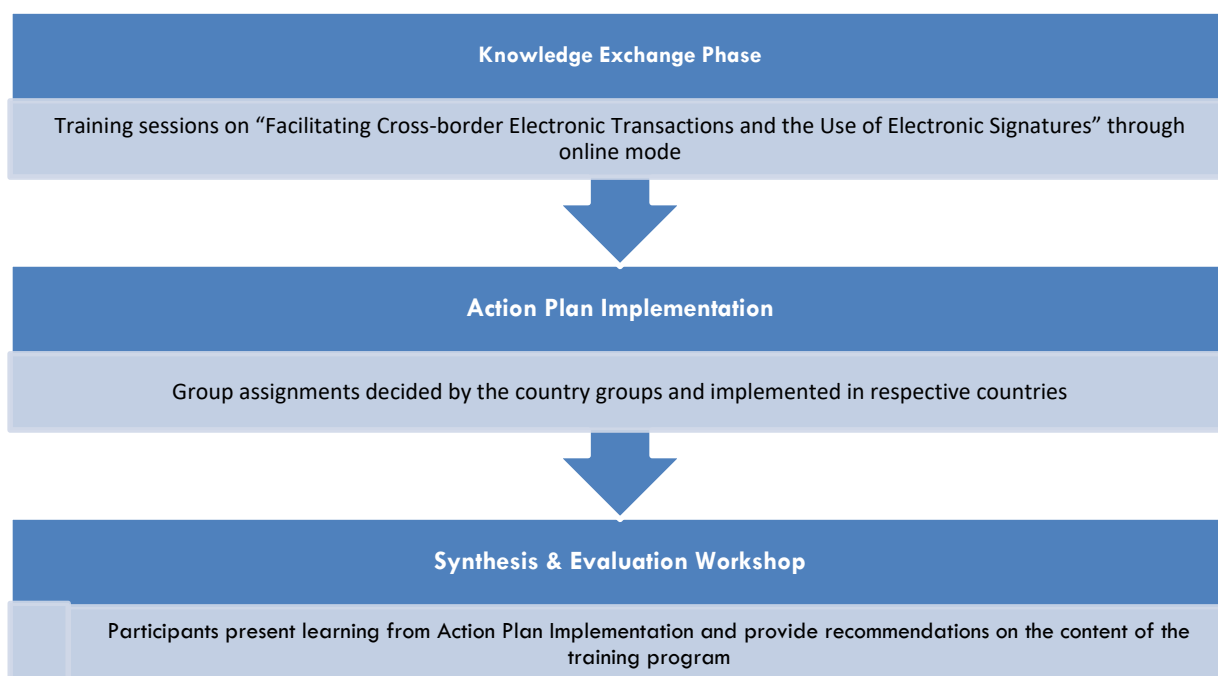 Knowledge Exchange Phase
Training sessions on “Facilitating Cross-border Electronic Transactions and the Use of Electronic Signatures” through
online mode
Action Plan Implementation
Group assignments decided by the country groups and implemented in respective countries
Synthesis & Evaluation Workshop
Participants present learning from Action Plan Implementation and provide recommendations on the content of the
training program